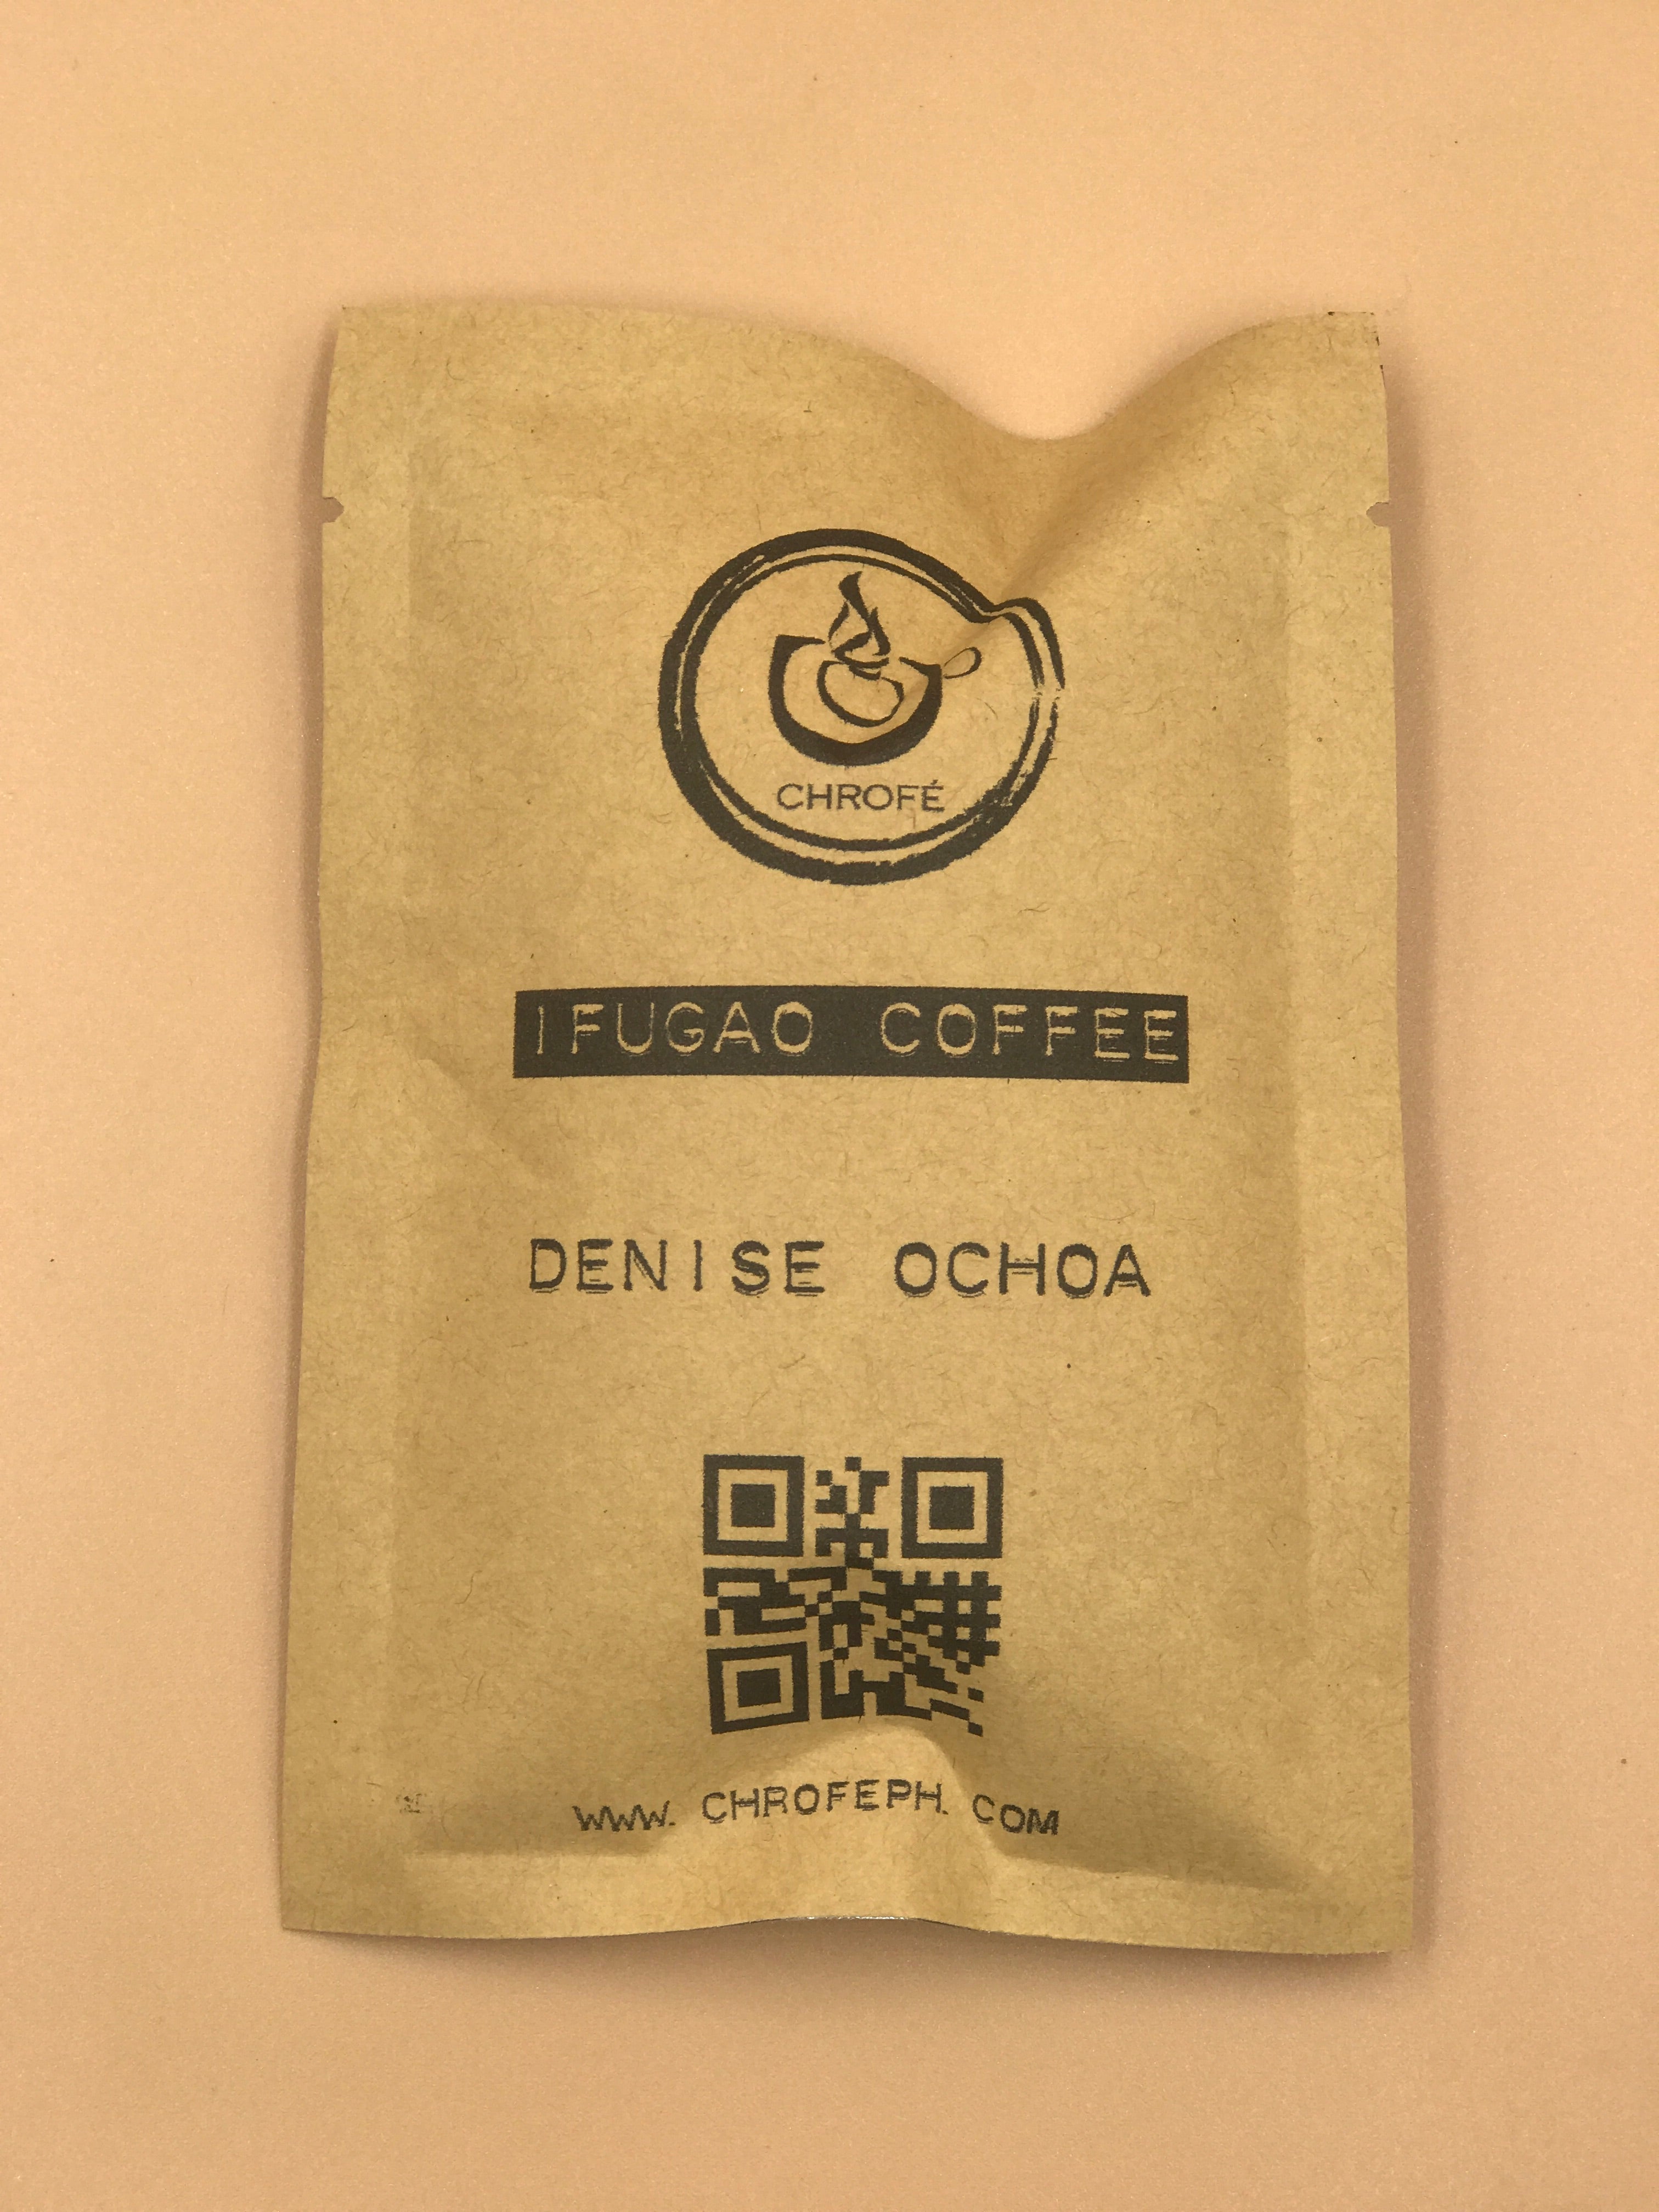 CHROFÉ
IFUGAO COFFEE
DENISE OCHOA
WWW.CHROFEPH.COM